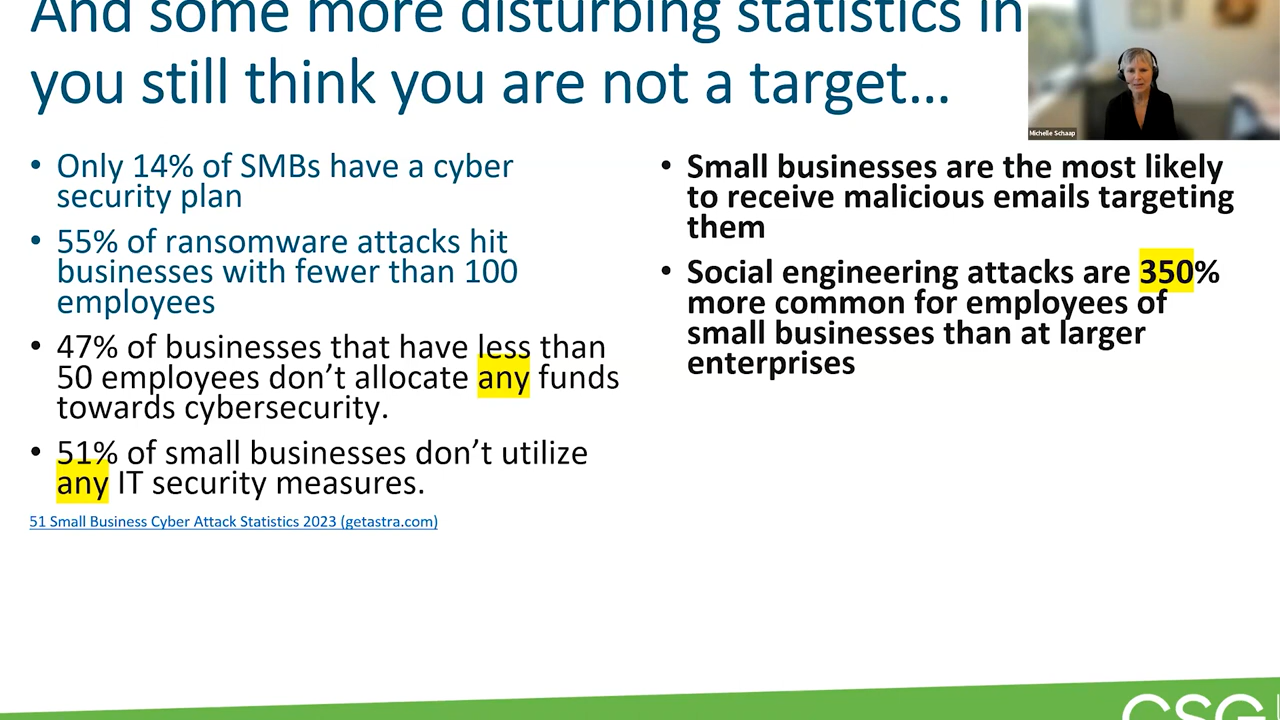 And some more disturbing statistics in
you still think you are not a target...
Michelle Schaap
• Only 14% of SMBs have a cyber
security plan
• 55% of ransomware attacks hit
businesses with fewer than 100
employees
• 47% of businesses that have less than
50 employees don't allocate any funds
towards cybersecurity.
• 51% of small businesses don't utilize
any IT security measures.
51 Small Business Cyber Attack Statistics 2023 (getastra.com)
• Small businesses are the most likely
to receive malicious emails targeting
them
• Social engineering attacks are 350%
more common for employees of
small businesses than at larger
enterprises
CSG